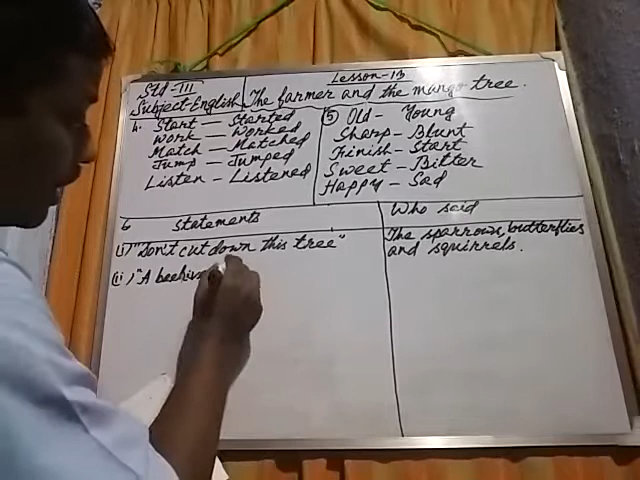 Std-III
Lesson-13
Subject-English
The farmer and the mango tree.
4. Start — Started
Work — Worked
Match — Matched
Jump — Jumped
Listen — Listened
⑤ Old - Young
Sharp - Blunt
Finish - Start
Sweet - Bitter
Happy - Sad
6 Statements
Who said
(i) "Don't cut down this tree"
The sparrows, butterflies
and squirrels.
(ii) "A beehive